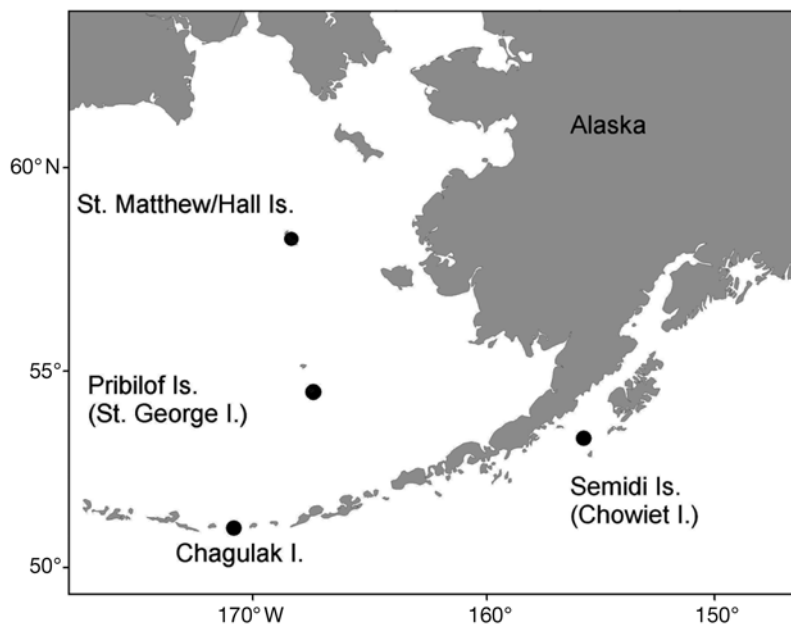 Alaska
60°N
St. Matthew/Hall Is.
55°
Pribilof Is.
(St. George I.)
Semidi Is.
(Chowiet I.)
Chagulak I.
50°
170°W
160°
150°